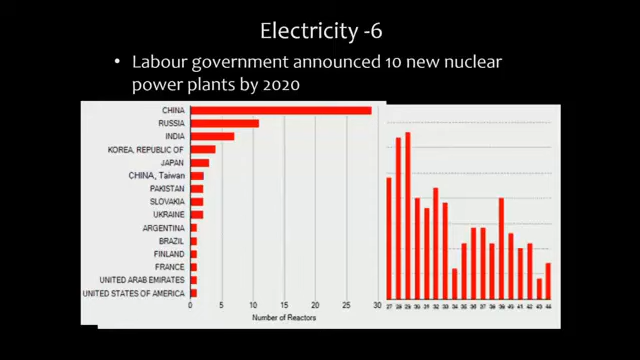 Electricity -6
• Labour government announced 10 new nuclear
power plants by 2020
CHINA
RUSSIA
INDIA
KOREA, REPUBLIC OF
JAPAN
CHINA, Taiwan
PAKISTAN
SLOVAKIA
UKRAINE
ARGENTINA
BRAZIL
FINLAND
FRANCE
UNITED ARAB EMIRATES
UNITED STATES OF AMERICA
0 5 10 15 20 25 30
Number of Reactors
27 28 29 30 31 32 33 34 35 36 37 38 39 40 41 42 43 44